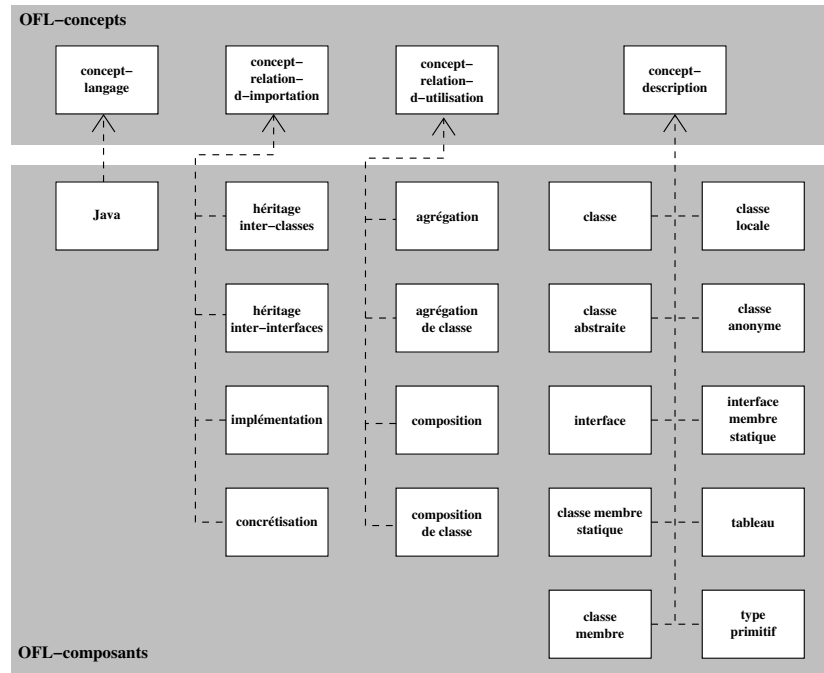 OFL−concepts
concept−
langage
concept−
relation−
d−importation
concept−
relation−
d−utilisation
concept−
description
Java
héritage
inter−classes
agrégation
classe
classe
locale
héritage
inter−interfaces
agrégation
de classe
classe
abstraite
classe
anonyme
implémentation
composition
interface
interface
membre
statique
concrétisation
composition
de classe
classe membre
statique
tableau
classe
membre
type
primitif
OFL−composants